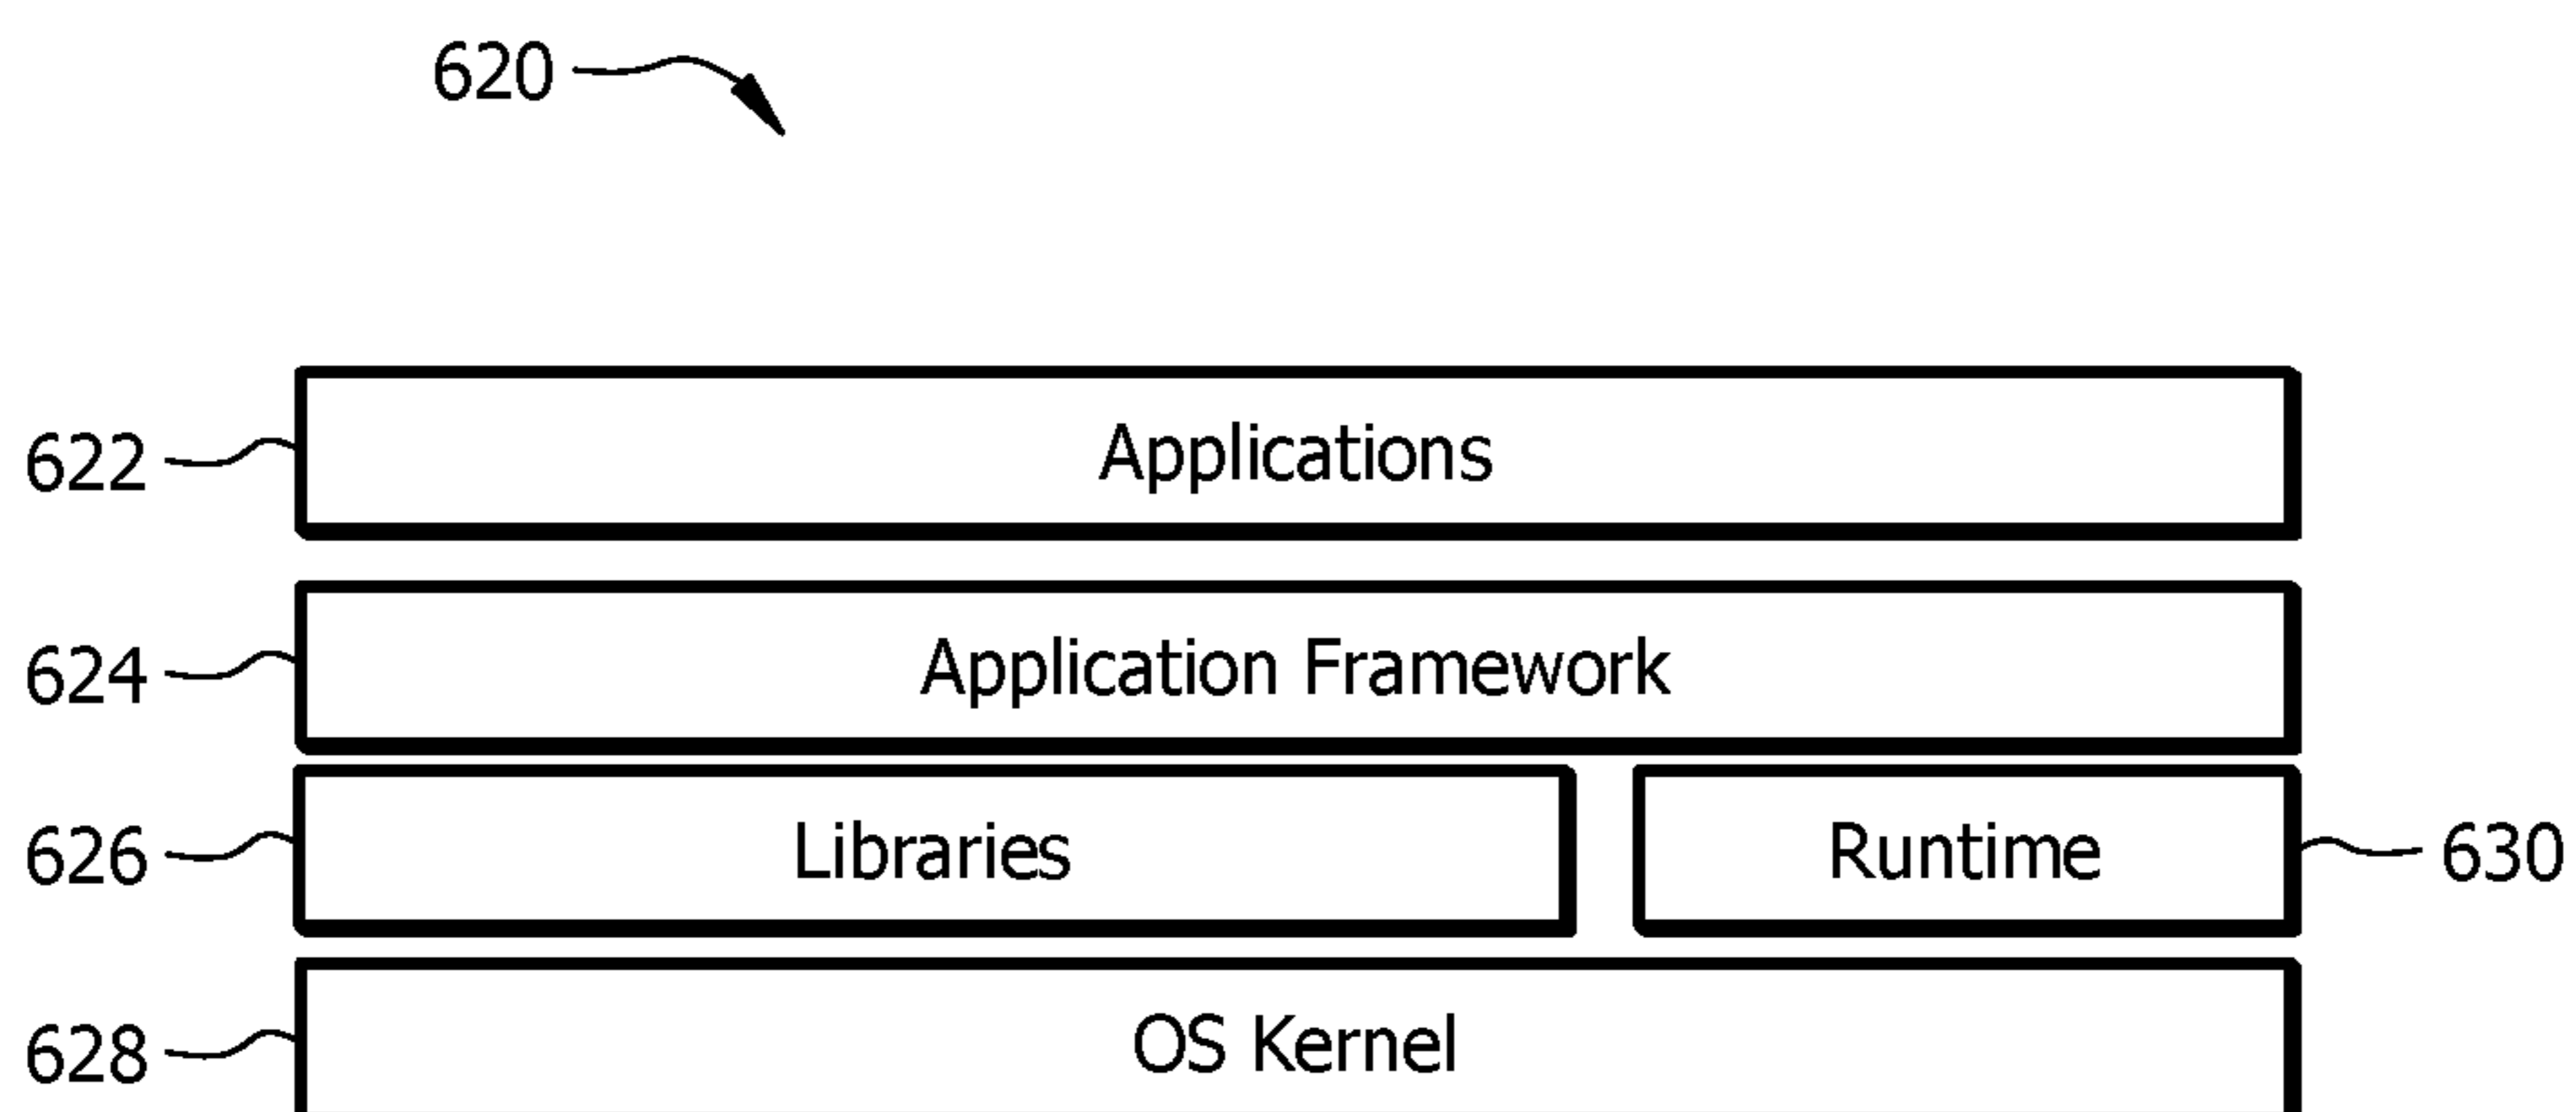 620
622 Applications
624 Application Framework
626 Libraries Runtime 630
628 OS Kernel